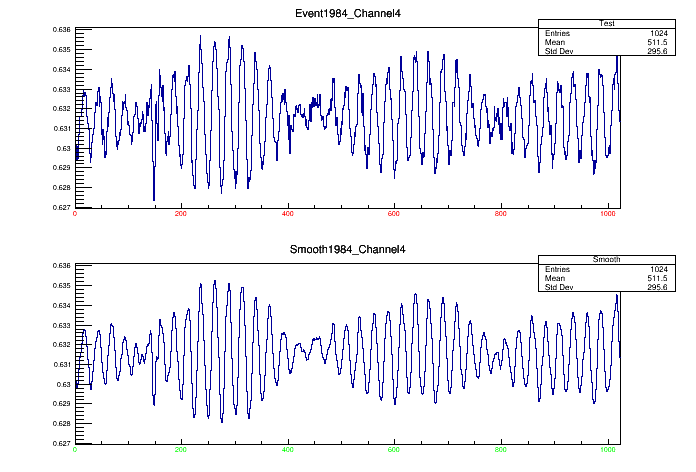 Event1984_Channel4
Test
Entries 1024
Mean 511.5
Std Dev 295.6
0.636
0.635
0.634
0.633
0.632
0.631
0.63
0.629
0.628
0.627
0 200 400 600 800 1000
Smooth1984_Channel4
Smooth
Entries 1024
Mean 511.5
Std Dev 295.6
0.636
0.635
0.634
0.633
0.632
0.631
0.63
0.629
0.628
0.627
0 200 400 600 800 1000